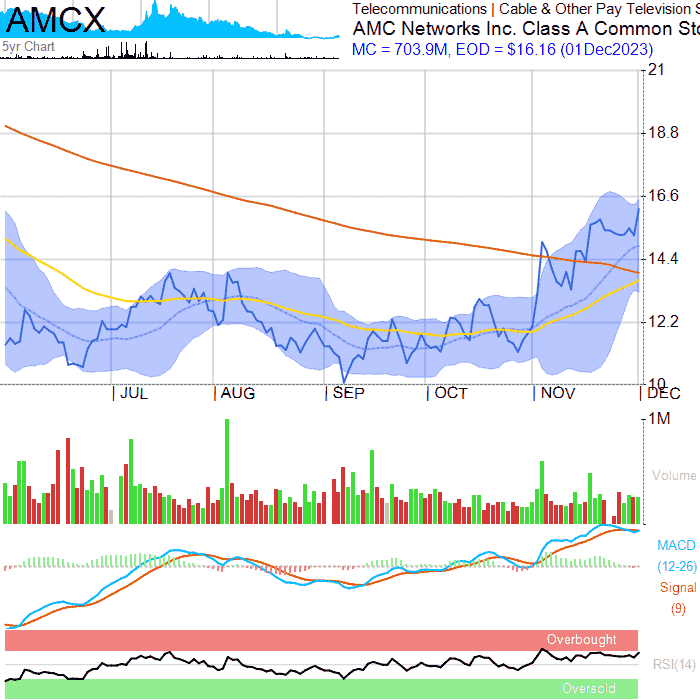 AMCX
5yr Chart
Telecommunications | Cable & Other Pay Television S
AMC Networks Inc. Class A Common Sto
MC = 703.9M, EOD = $16.16 (01Dec2023)
21
18.8
16.6
14.4
12.2
10
JUL AUG SEP OCT NOV DEC
1M
Volume
MACD
(12-26)
Signal
(9)
Overbought
RSI(14)
Oversold